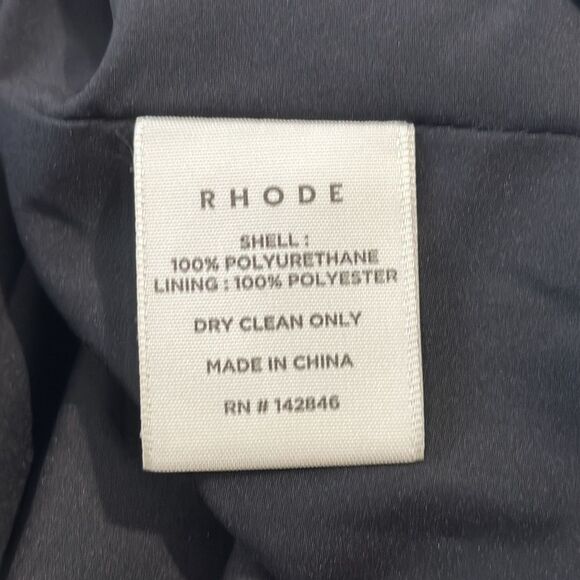 RHODE
SHELL :
100% POLYURETHANE
LINING : 100% POLYESTER
DRY CLEAN ONLY
MADE IN CHINA
RN # 142846